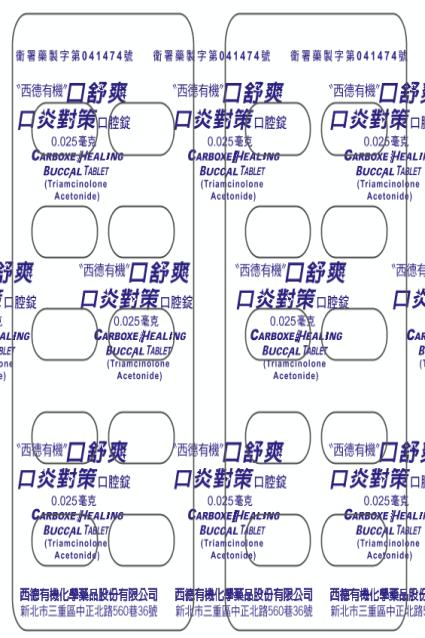 衛署藥製字第041474號 衛署藥製字第041474號 衛署藥製字第041474號
"西德有機"口舒爽 "西德有機"口舒爽 "西德有機"口舒爽
口炎對策口腔錠 口炎對策口腔錠 口炎對策口腔錠
0.025毫克 0.025毫克 0.025毫克
CARBOXE HEALING CARBOXE HEALING CARBOXE HEALING
BUCCAL TABLET BUCCAL TABLET BUCCAL TABLET
(Triamcinolone (Triamcinolone (Triamcinolone
Acetonide) Acetonide) Acetonide)
舒爽 "西德有機"口舒爽 "西德有機"口舒爽 "西德有
口腔錠 口炎對策口腔錠 口炎對策口腔錠 口炎
0.025毫克 0.025毫克
LING CARBOXE HEALING CARBOXE HEALING CA
LET BUCCAL TABLET BUCCAL TABLET
(Triamcinolone (Triamcinolone (T
Acetonide) Acetonide)
"西德有機"口舒爽 "西德有機"口舒爽 "西德有機"口舒爽
口炎對策口腔錠 口炎對策口腔錠 口炎對策口腔
0.025毫克 0.025毫克 0.025毫克
CARBOXE HEALING CARBOXE HEALING CARBOXE HEALING
BUCCAL TABLET BUCCAL TABLET BUCCAL TABLET
(Triamcinolone (Triamcinolone (Triamcinolone
Acetonide) Acetonide) Acetonide)
西德有機化學藥品股份有限公司 西德有機化學藥品股份有限公司 西德有機化學藥品股份有
新北市三重區中正北路560巷36號 新北市三重區中正北路560巷36號 新北市三重區中正北路5